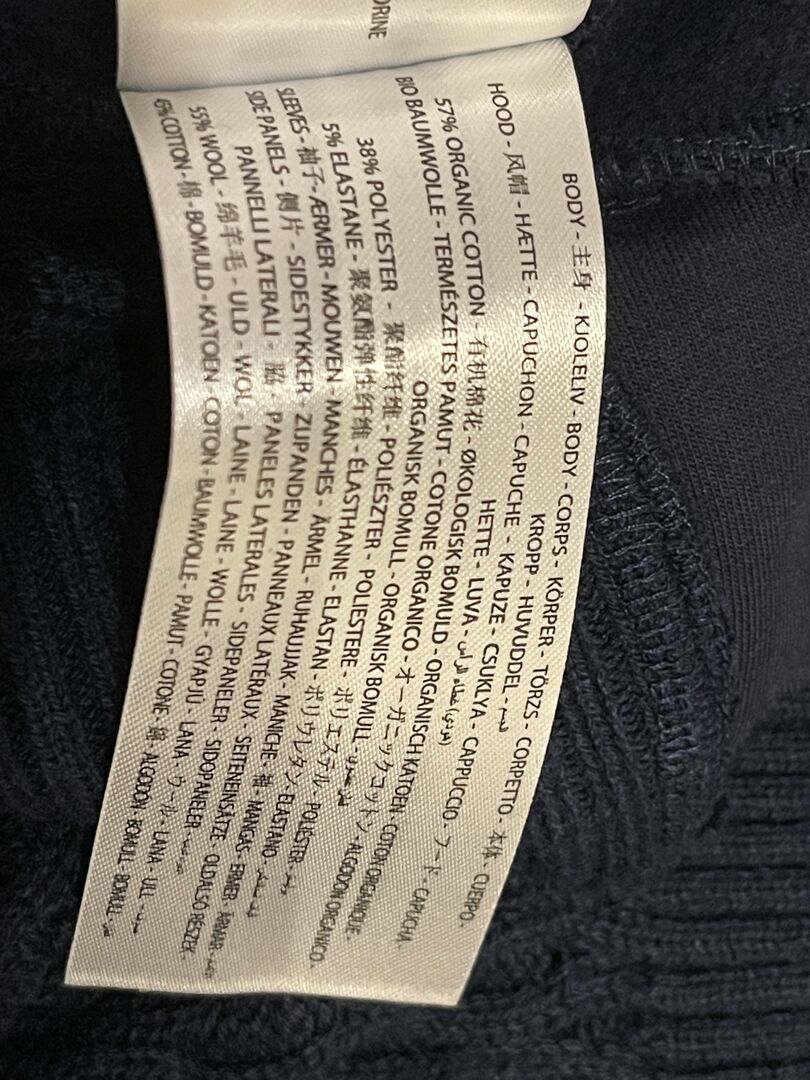 ORINE
BODY - 主身 - KJOLELIV - BODY - CORPS - KÖRPER - TÖRZS - CORPETTO - 本体 - CUERPO -
KROPP - HUVUDDEL -
HOOD - 风帽 - HÆTTE - CAPUCHON - CAPUCHE - KAPUZE - CSUKLYA - CAPPUCCIO - フード - CAPUCHA -
HETTE - LUVA - غطاء الراس
57% ORGANIC COTTON - 有机棉花 - ØKOLOGISK BOMULD - ORGANISCH KATOEN - COTON ORGANIQUE -
BIO BAUMWOLLE - TERMÉSZETES PAMUT - COTONE ORGANICO - オーガニックコットン - ALGODON ORGANICO -
ORGANISK BOMULL - ORGANISK BOMULL -
38% POLYESTER - 聚酯纤维 - POLIÉSZTER - POLIESTERE - ポリエステル - POLIÉSTER -
5% ELASTANE - 聚氨酯弹性纤维 - ÉLASTHANNE - ELASTAN - ポリウレタン - ELASTANO -
SLEEVES - 袖子 - ÆRMER - MOUWEN - MANCHES - ÄRMEL - RUHAUJJAK - MANICHE - 袖 - MANGAS - ERMER - ÄRMAR -
SIDE PANELS - 侧片 - SIDESTYKKER - ZIJPANDEN - PANNEAUX LATÉRAUX - SEITENEINSÄTZE - OLDALSÓ RÉSZEK -
PANNELLI LATERALI - 脇 - PANELES LATERALES - SIDEPANELER - SIDOPANELER -
55% WOOL - 绵羊毛 - ULD - WOL - LAINE - LAINE - WOLLE - GYAPJÚ - LANA - ウール - LANA - ULL -
45% COTTON - 棉 - BOMULD - KATOEN - COTON - BAUMWOLLE - PAMUT - COTONE - 綿 - ALGODON - BOMULL - BOMULL -